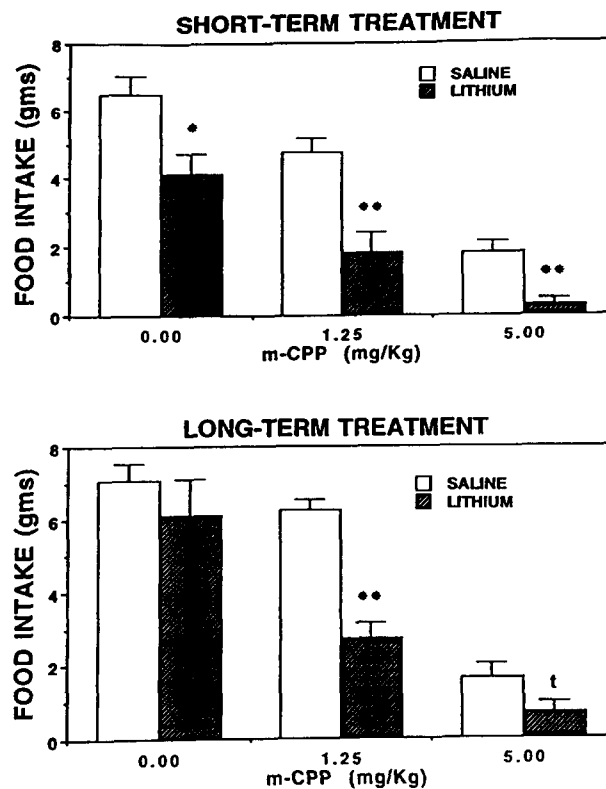 SHORT-TERM TREATMENT
8
6
4
2
0
FOOD INTAKE (gms)
SALINE
LITHIUM
*
**
**
0.00 1.25 5.00
m-CPP (mg/Kg)
LONG-TERM TREATMENT
8
6
4
2
0
FOOD INTAKE (gms)
SALINE
LITHIUM
**
t
0.00 1.25 5.00
m-CPP (mg/Kg)